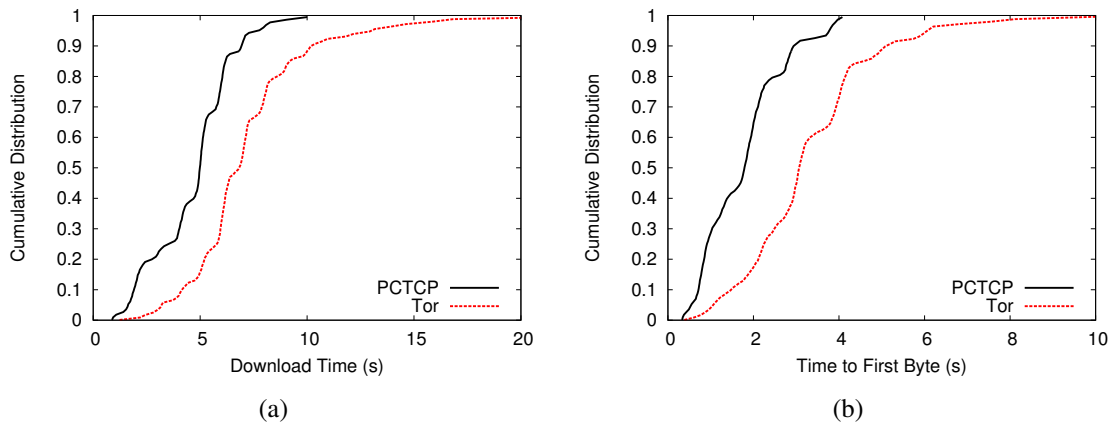 1
0.9
0.8
0.7
0.6
0.5
0.4
0.3
0.2
0.1
0
Cumulative Distribution
PCTCP
Tor
0 5 10 15 20
Download Time (s)
(a)
1
0.9
0.8
0.7
0.6
0.5
0.4
0.3
0.2
0.1
0
Cumulative Distribution
PCTCP
Tor
0 2 4 6 8 10
Time to First Byte (s)
(b)